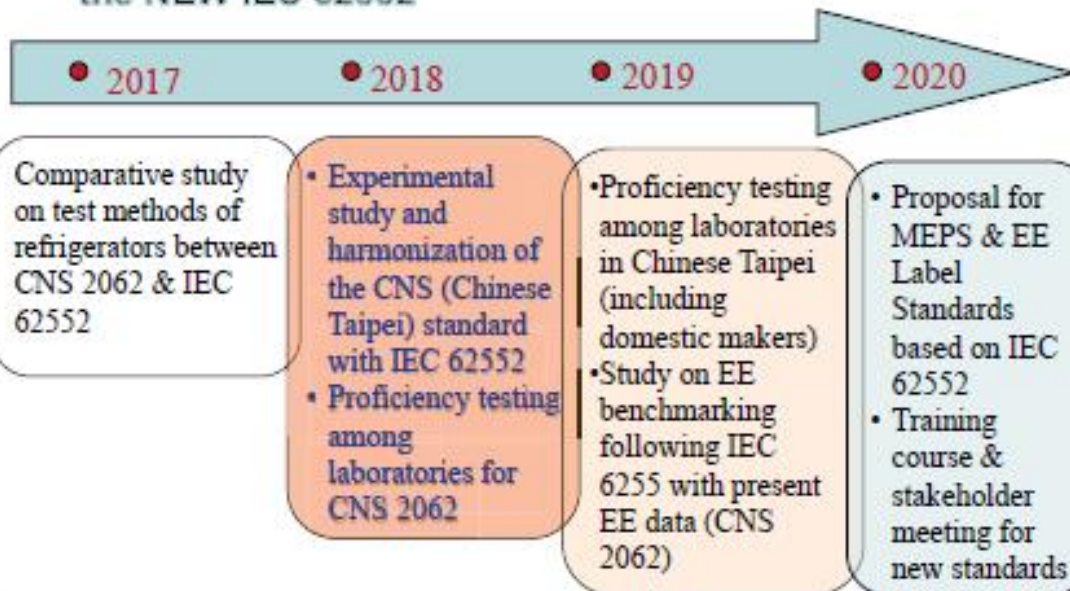 2017
2018
2019
2020
Comparative study
on test methods of
refrigerators between
CNS 2062 & IEC
62552
• Experimental
study and
harmonization of
the CNS (Chinese
Taipei) standard
with IEC 62552
• Proficiency testing
among
laboratories for
CNS 2062
•Proficiency testing
among laboratories
in Chinese Taipei
(including
domestic makers)
•Study on EE
benchmarking
following IEC
6255 with present
EE data (CNS
2062)
• Proposal for
MEPS & EE
Label
Standards
based on IEC
62552
• Training
course &
stakeholder
meeting for
new standards